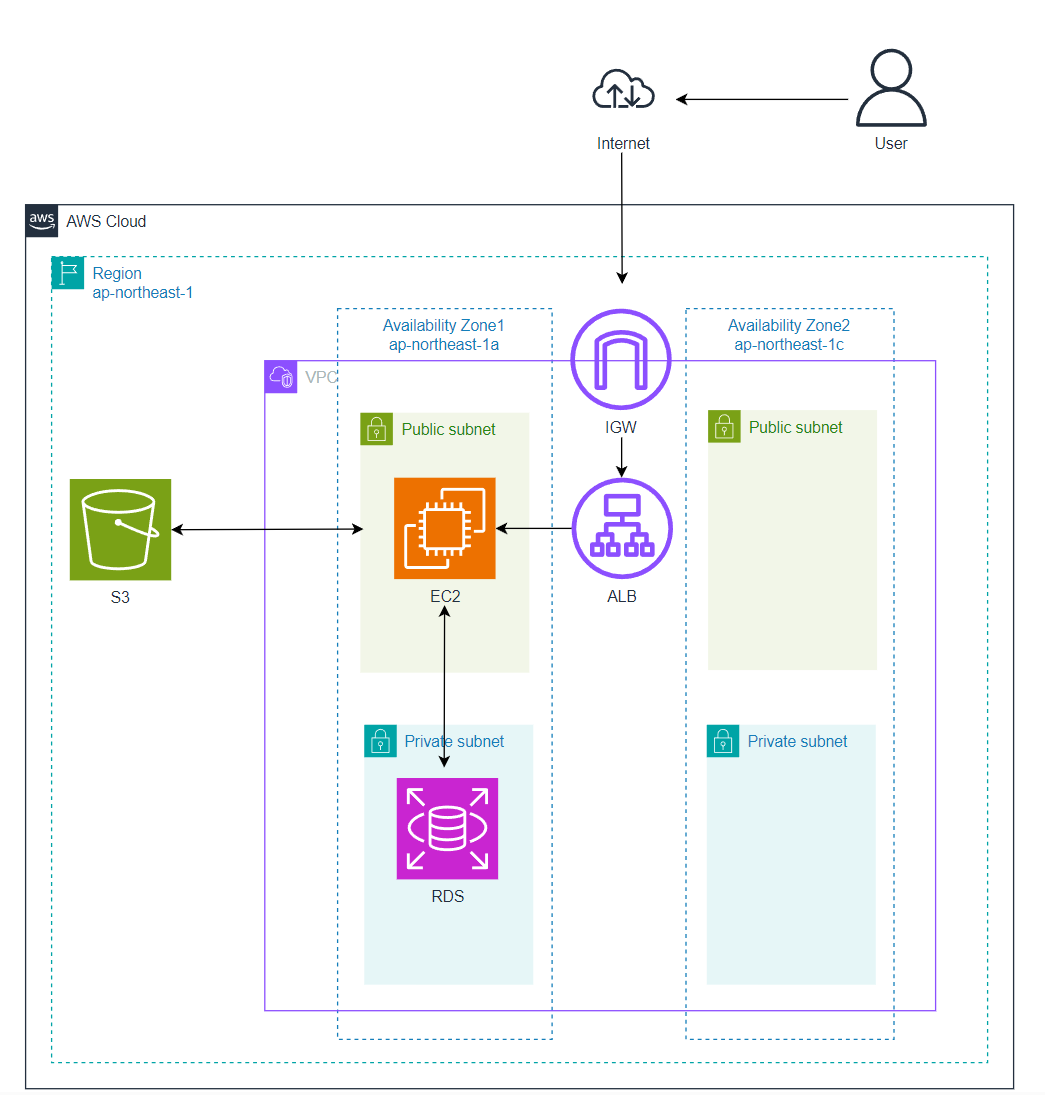 Internet
User
aws
AWS Cloud
Region
ap-northeast-1
Availability Zone1
ap-northeast-1a
Availability Zone2
ap-northeast-1c
VPC
Public subnet
IGW
Public subnet
S3
EC2
ALB
Private subnet
Private subnet
RDS